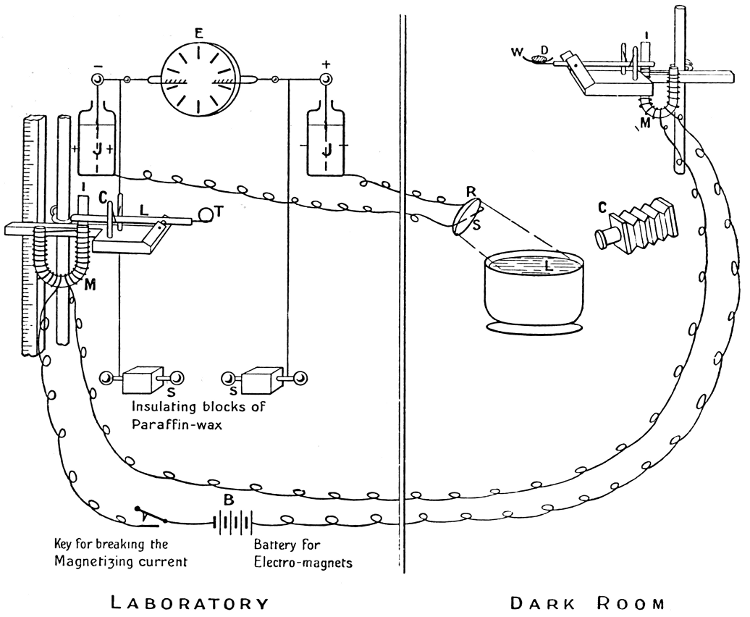 E
−
+
+ J +
− J −
I
C
L
T
M
W
D
I
M
R
S
C
L
S
S
Insulating blocks of
Paraffin-wax
B
Key for breaking the
Magnetizing current
Battery for
Electro-magnets
LABORATORY
DARK ROOM